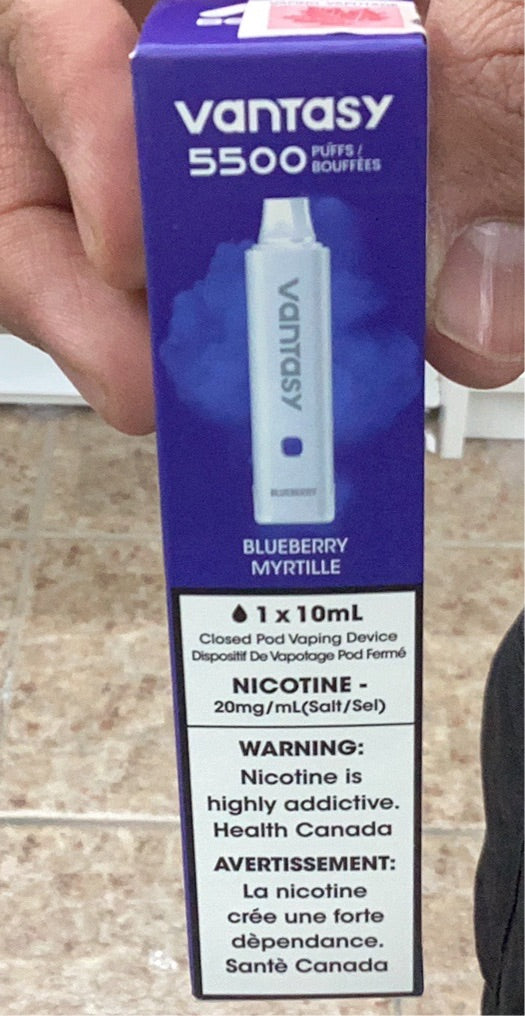 VANTASY
5500 PUFFS /
BOUFFÉES
VANTASY
BLUEBERRY
BLUEBERRY
MYRTILLE
1 x 10mL
Closed Pod Vaping Device
Dispositif De Vapotage Pod Fermé
NICOTINE -
20mg/mL(Salt/Sel)
WARNING:
Nicotine is
highly addictive.
Health Canada
AVERTISSEMENT:
La nicotine
crée une forte
dèpendance.
Santè Canada